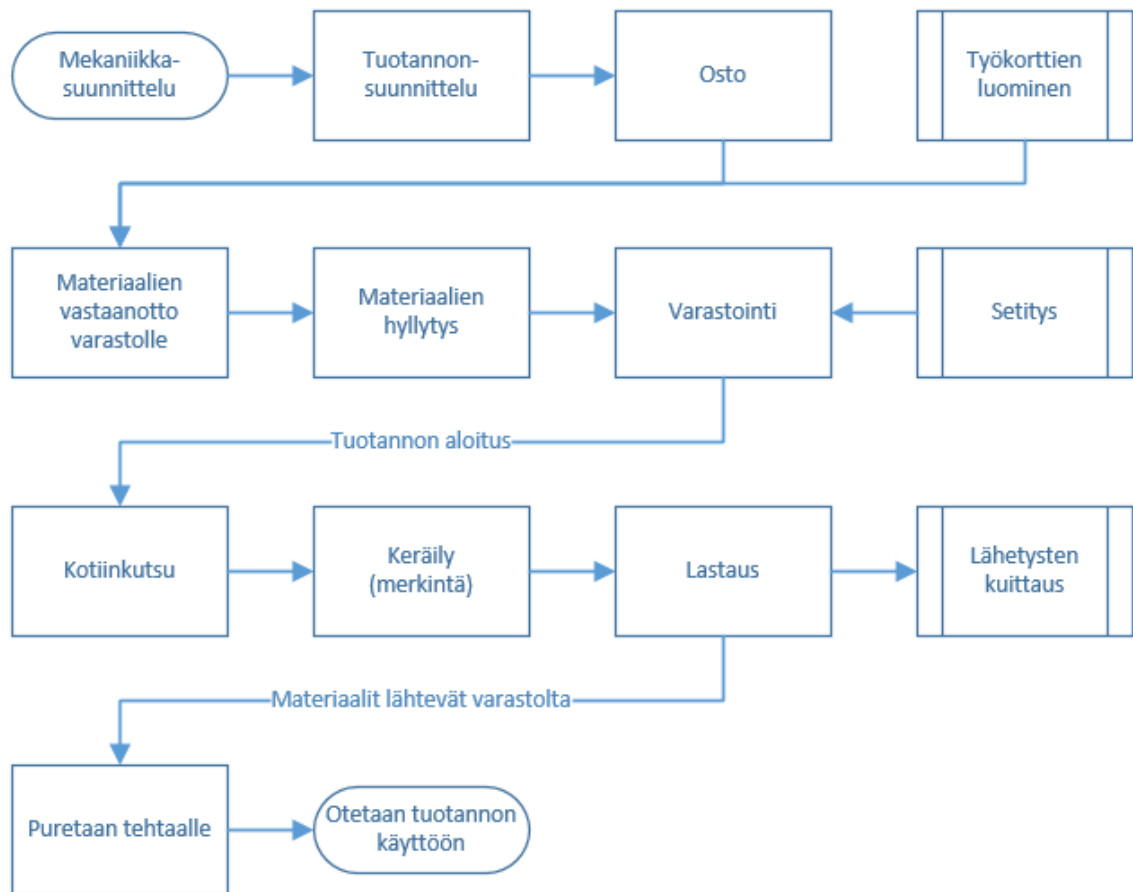 Mekaniikka-
suunnittelu
Tuotannon-
suunnittelu
Osto
Työkorttien
luominen
Materiaalien
vastaanotto
varastolle
Materiaalien
hyllytys
Varastointi
Setitys
Tuotannon aloitus
Kotiinkutsu
Keräily
(merkintä)
Lastaus
Lähetysten
kuittaus
Materiaalit lähtevät varastolta
Puretaan tehtaalle
Otetaan tuotannon
käyttöön